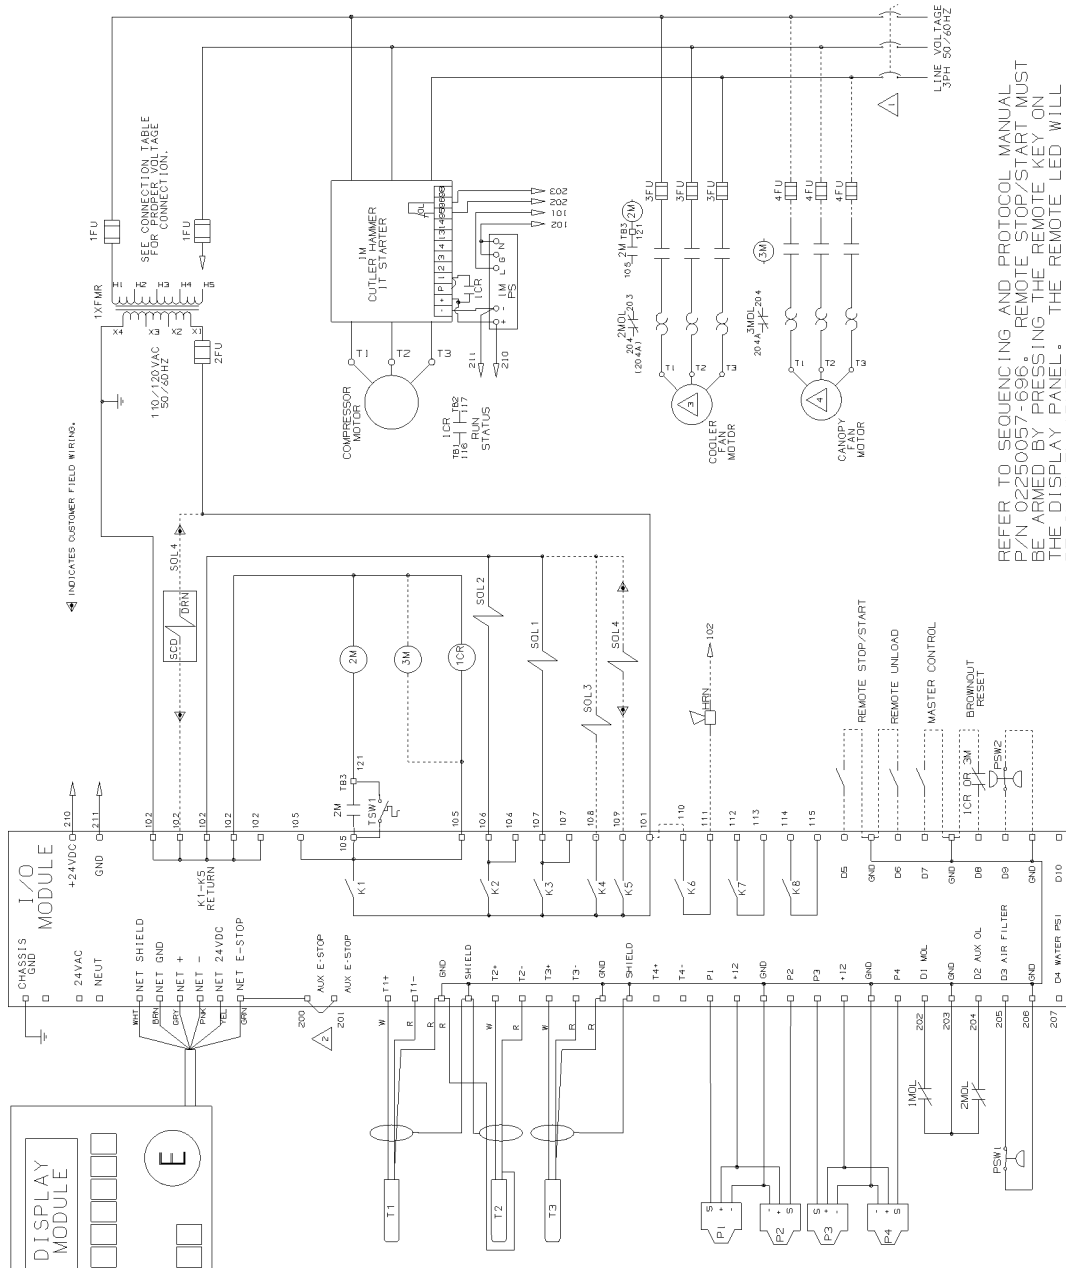 LINE VOLTAGE
3PH 50/60HZ
1
1FU
1FU
SEE CONNECTION TABLE
FOR PROPER VOLTAGE
CONNECTION.
1XFMR
H1
H2
H3
H4
H5
X4
X3
X2
X1
110/120VAC
50/60HZ
2FU
INDICATES CUSTOMER FIELD WIRING.
1M
CUTLER HAMMER
IT STARTER
- + P 1 2 3 4 13 14 95 96 98
1OL
1CR
1M
PS
+ - L G N
203
202
101
102
211
210
T1
T2
T3
COMPRESSOR
MOTOR
1CR
TB1 TB2
116 117
RUN
STATUS
3FU
3FU
3FU
2M
TB3
121
2M
105
2MOL
204 203
(204A)
T1
T2
T3
3
COOLER
FAN
MOTOR
4FU
4FU
4FU
3M
3MOL
204A 204
T1
T2
T3
4
CANOPY
FAN
MOTOR
REFER TO SEQUENCING AND PROTOCOL MANUAL
P/N 02250057-696. REMOTE STOP/START MUST
BE ARMED BY PRESSING THE REMOTE KEY ON
THE DISPLAY PANEL. THE REMOTE LED WILL
SOL4
SCD
DRN
2M
3M
1CR
SOL2
SOL1
SOL3
SOL4
TB3
121
2M
TSW1
HRN
102
REMOTE STOP/START
REMOTE UNLOAD
MASTER CONTROL
BROWNOUT
RESET
1CR OR 3M
PSW2
210
211
102
102
102
102
102
105
105
105
106
106
107
107
108
109
101
110
111
112
113
114
115
I/O
MODULE
+24VDC
GND
K1-K5
RETURN
K1
K2
K3
K4
K5
K6
K7
K8
D5
GND
D6
D7
GND
D8
D9
GND
D10
CHASSIS
GND
24VAC
NEUT
NET SHIELD
NET GND
NET +
NET -
NET 24VDC
NET E-STOP
AUX E-STOP
AUX E-STOP
T1+
T1-
GND
SHIELD
T2+
T2-
T3+
T3-
GND
SHIELD
T4+
T4-
P1
+12
GND
P2
P3
+12
GND
P4
D1 MOL
GND
D2 AUX OL
D3 AIR FILTER
GND
D4 WATER PS1
WHT
BRN
GRY
PNK
YEL
GRN
200
201
2
W
R
R
R
W
R
W
R
R
202
203
204
205
206
207
1MOL
2MOL
PSW1
DISPLAY
MODULE
E
T1
T2
T3
S + -
P1
- + S
P2
S + -
P3
- + S
P4